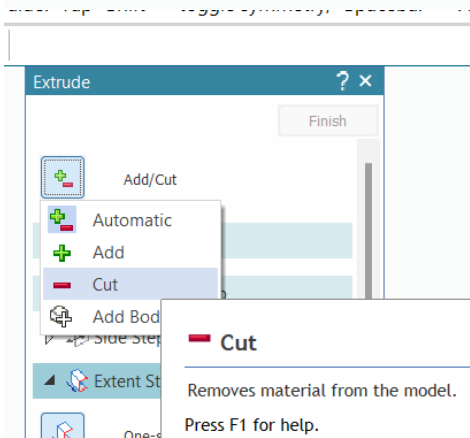 Extrude ? ×
Finish
Add/Cut
Automatic
Add
Cut
Add Bod
Side Step
Extent St
One-s
Cut
Removes material from the model.
Press F1 for help.